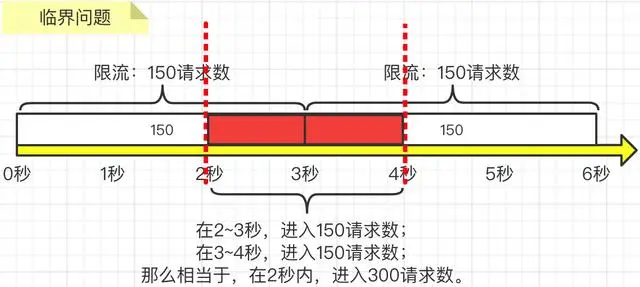 临界问题
限流：150请求数 限流：150请求数
150 150
0秒 1秒 2秒 3秒 4秒 5秒 6秒
在2~3秒，进入150请求数；
在3~4秒，进入150请求数；
那么相当于，在2秒内，进入300请求数。